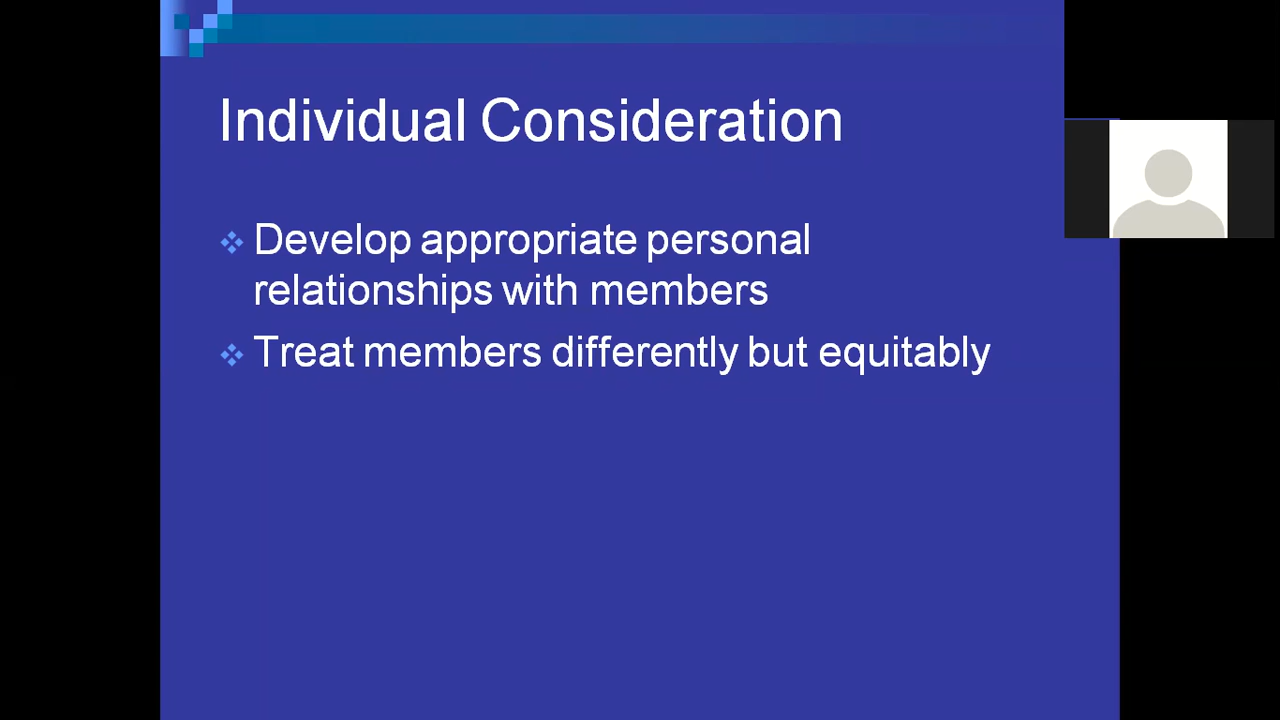 Individual Consideration
Develop appropriate personal
relationships with members
Treat members differently but equitably